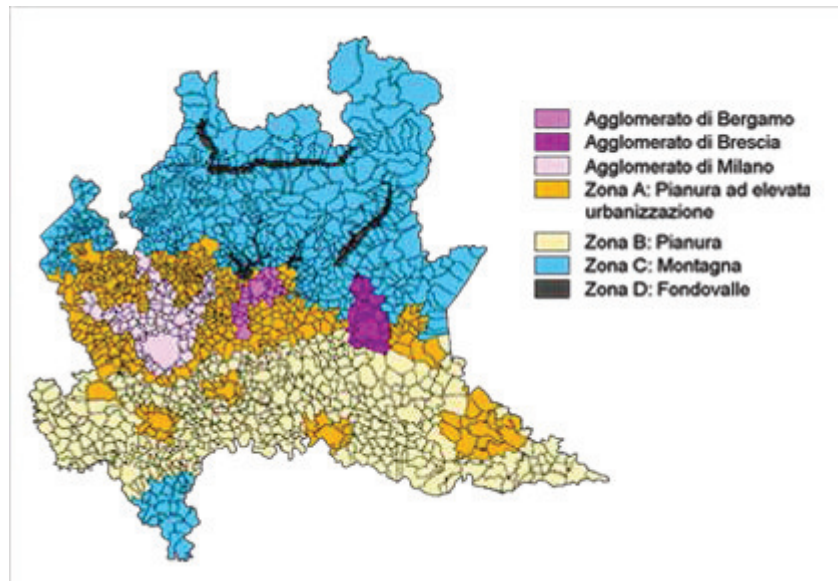 Agglomerato di Bergamo
Agglomerato di Brescia
Agglomerato di Milano
Zona A: Pianura ad elevata
urbanizzazione
Zona B: Pianura
Zona C: Montagna
Zona D: Fondovalle